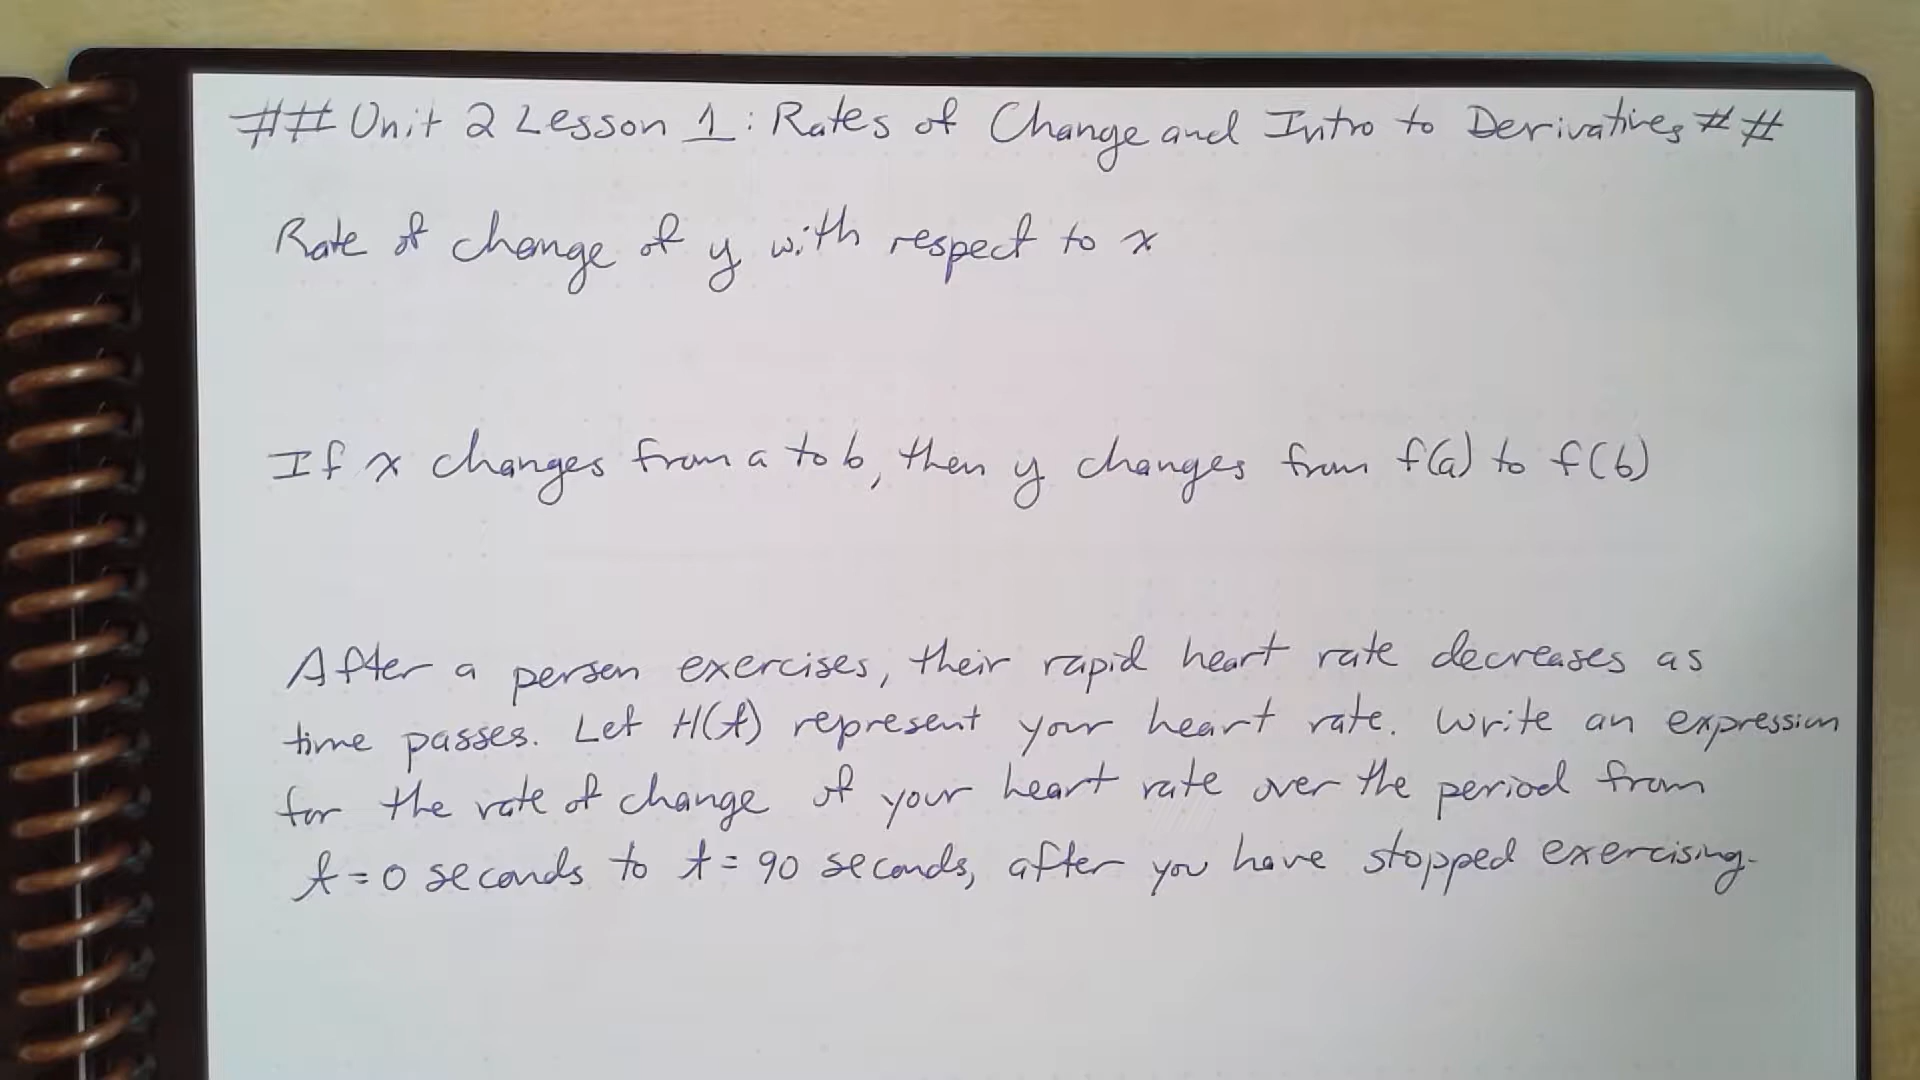 ## Unit 2 Lesson 1: Rates of Change and Intro to Derivatives ##
Rate of change of y with respect to x
If x changes from a to b, then y changes from f(a) to f(b)
After a person exercises, their rapid heart rate decreases as
time passes. Let H(t) represent your heart rate. Write an expression
for the rate of change of your heart rate over the period from
t = 0 seconds to t = 90 seconds, after you have stopped exercising.